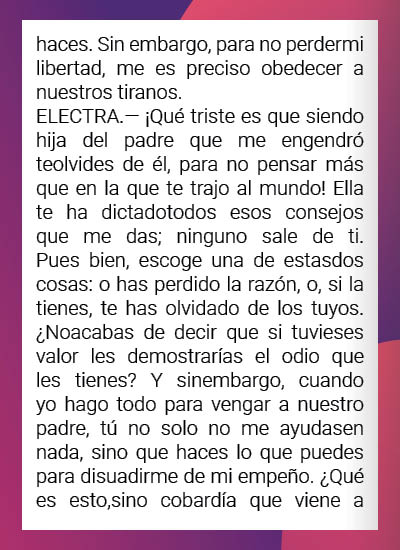 haces. Sin embargo, para no perdermi
libertad, me es preciso obedecer a
nuestros tiranos.
ELECTRA.— ¡Qué triste es que siendo
hija del padre que me engendró
teolvides de él, para no pensar más
que en la que te trajo al mundo! Ella
te ha dictadotodos esos consejos
que me das; ninguno sale de ti.
Pues bien, escoge una de estasdos
cosas: o has perdido la razón, o, si la
tienes, te has olvidado de los tuyos.
¿Noacabas de decir que si tuvieses
valor les demostrarías el odio que
les tienes? Y sinembargo, cuando
yo hago todo para vengar a nuestro
padre, tú no solo no me ayudasen
nada, sino que haces lo que puedes
para disuadirme de mi empeño. ¿Qué
es esto,sino cobardía que viene a